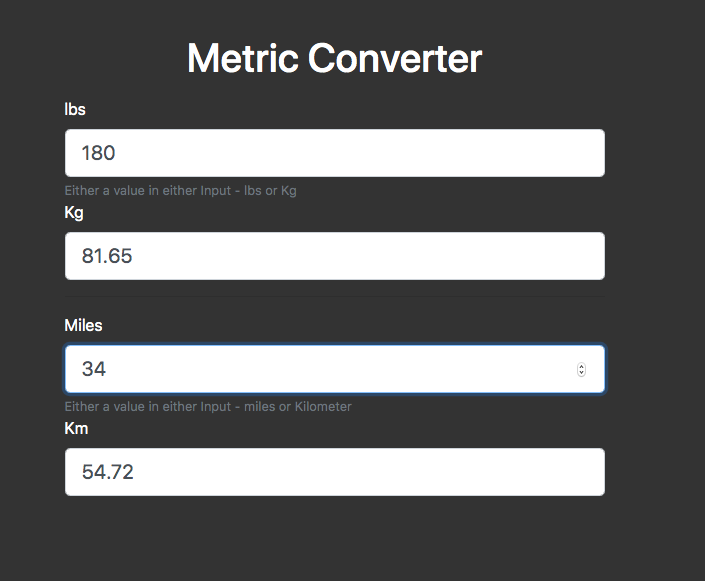 Metric Converter
lbs
180
Either a value in either Input - lbs or Kg
Kg
81.65
Miles
34
Either a value in either Input - miles or Kilometer
Km
54.72